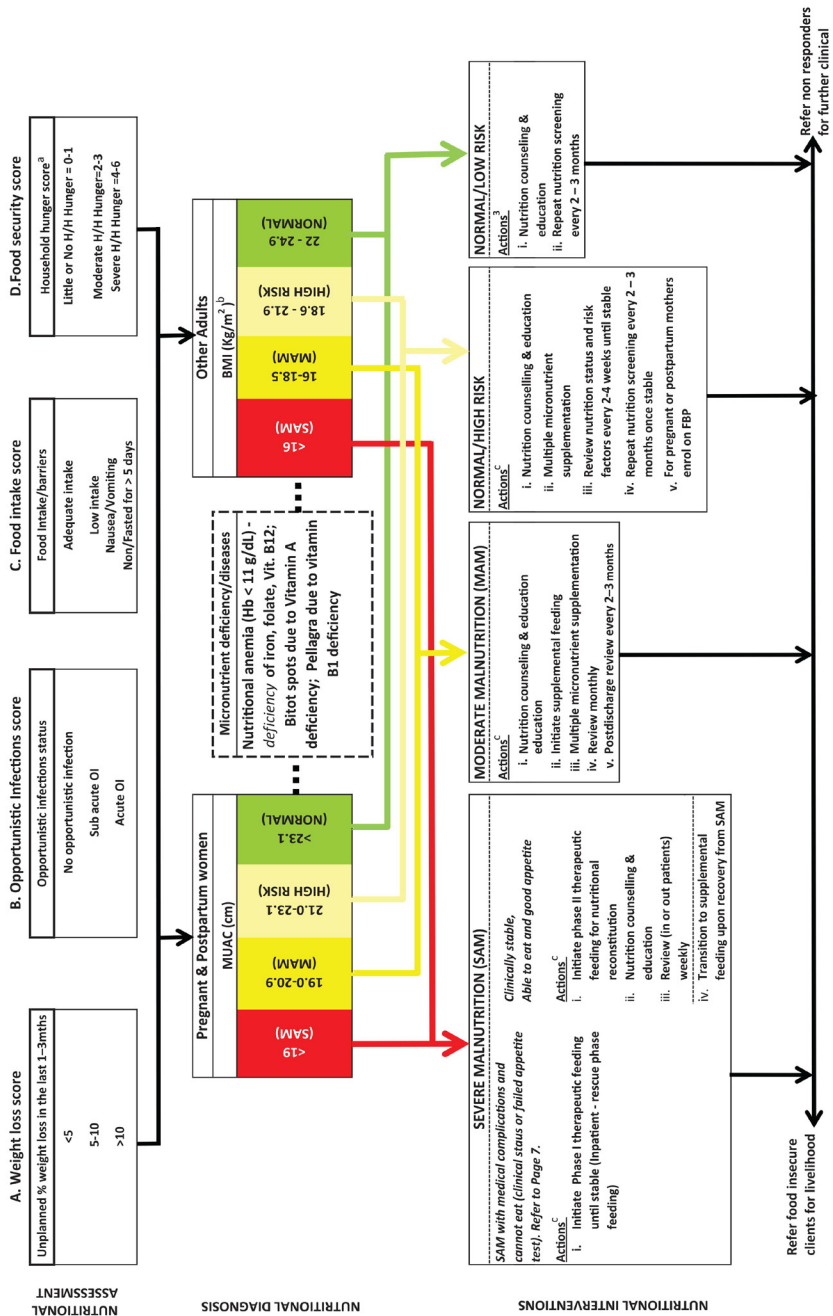 NUTRITIONAL
ASSESSMENT
A. Weight loss score
Unplanned % weight loss in the last 1–3mths
<5
5-10
>10
B. Opportunistic Infections score
Opportunistic infections status
No opportunistic infection
Sub acute OI
Acute OI
C. Food intake score
Food Intake/barriers
Adequate intake
Low intake
Nausea/Vomiting
Non/Fasted for > 5 days
D.Food security score
Household hunger score a
Little or No H/H Hunger = 0-1
Moderate H/H Hunger=2-3
Severe H/H Hunger =4-6
NUTRITIONAL DIAGNOSIS
Pregnant & Postpartum women
MUAC (cm)
<19
(SAM)
19.0-20.9
(MAM)
21.0-23.1
(HIGH RISK)
>23.1
(NORMAL)
Micronutrient deficiency/diseases
Nutritional anemia (Hb < 11 g/dL) -
deficiency of iron, folate, Vit. B12;
Bitot spots due to Vitamin A
deficiency; Pellagra due to vitamin
B1 deficiency
Other Adults
BMI (Kg/m² ) b
<16
(SAM)
16-18.5
(MAM)
18.6 - 21.9
(HIGH RISK)
22 - 24.9
(NORMAL)
NUTRITIONAL INTERVENTIONS
SEVERE MALNUTRITION (SAM)
SAM with medical complications and
cannot eat (clinical staus or failed appetite
test). Refer to Page 7.
Actions c
i. Initiate Phase I therapeutic feeding
until stable (Inpatient - rescue phase
feeding)
Clinically stable,
Able to eat and good appetite
Actions c
i. Initiate phase II therapeutic
feeding for nutritional
reconstitution
ii. Nutrition counselling &
education
iii. Review (in or out patients)
weekly
iv. Transition to supplemental
feeding upon recovery from SAM
MODERATE MALNUTRITION (MAM)
Actions c
i. Nutrition counseling & education
education
ii. Initiate supplemental feeding
iii. Multiple micronutrient supplementation
iv. Review monthly
v. Postdischarge review every 2–3 months
NORMAL/HIGH RISK
Actions c
i. Nutrition counselling & education
ii. Multiple micronutrient
supplementation
iii. Review nutrition status and risk
factors every 2-4 weeks until stable
iv. Repeat nutrition screening every 2 – 3
months once stable
v. For pregnant or postpartum mothers
enrol on FBP
NORMAL/LOW RISK
Actions 3
i. Nutrition counseling &
education
ii. Repeat nutrition screening
every 2 – 3 months
Refer food insecure
clients for livelihood
Refer non responders
for further clinical